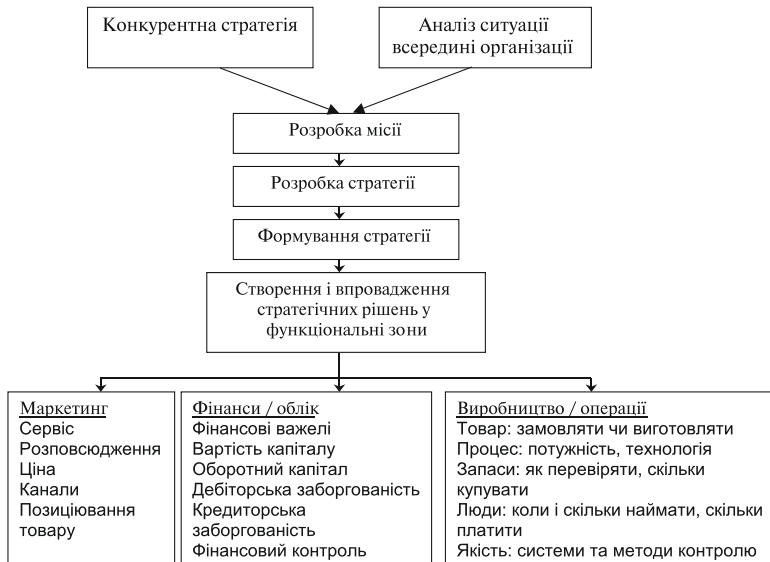 Конкурентна стратегія
Аналіз ситуації
всередині організації
Розробка місії
Розробка стратегії
Формування стратегії
Створення і впровадження
стратегічних рішень у
функціональні зони
Маркетинг
Сервіс
Розповсюдження
Ціна
Канали
Позиціювання
товару
Фінанси / облік
Фінансові важелі
Вартість капіталу
Оборотний капітал
Дебіторська заборгованість
Кредиторська
заборгованість
Фінансовий контроль
Виробництво / операції
Товар: замовляти чи виготовляти
Процес: потужність, технологія
Запаси: як перевіряти, скільки
купувати
Люди: коли і скільки наймати, скільки
платити
Якість: системи та методи контролю